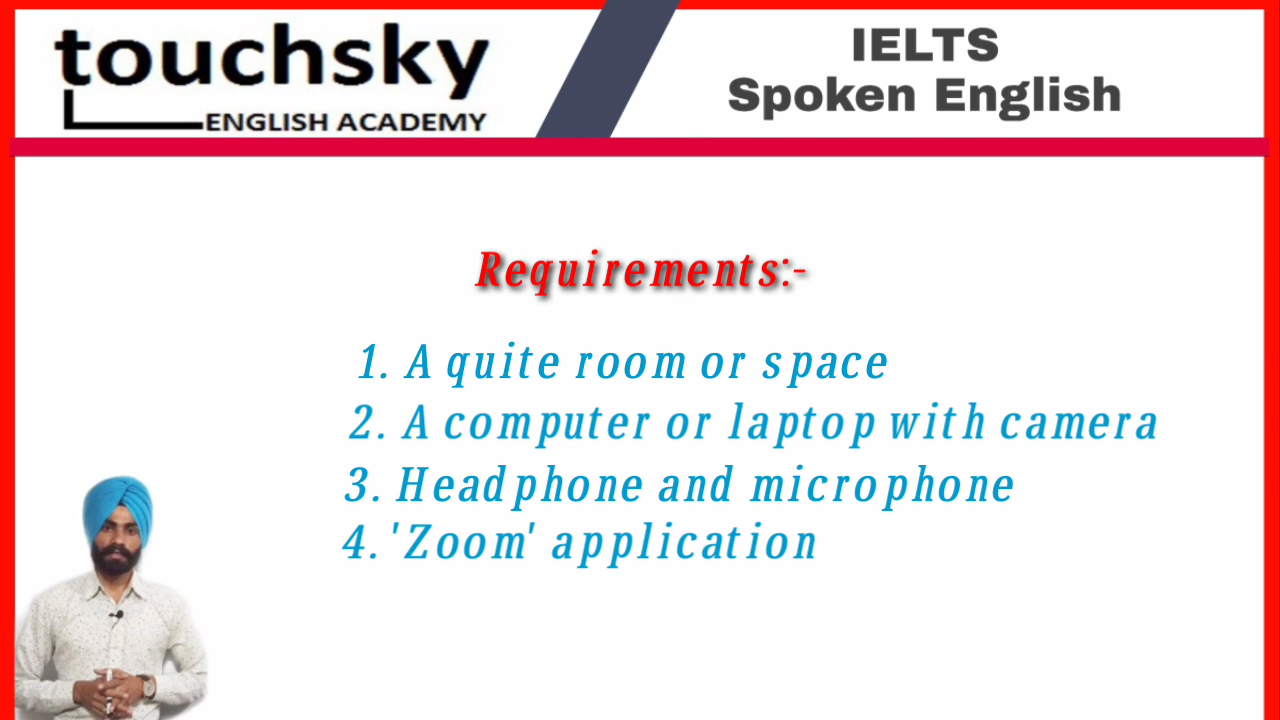 touchsky
ENGLISH ACADEMY
IELTS
Spoken English
Requirements:-
1. A quite room or space
2. A computer or laptop with camera
3. Headphone and microphone
4. 'Zoom' application